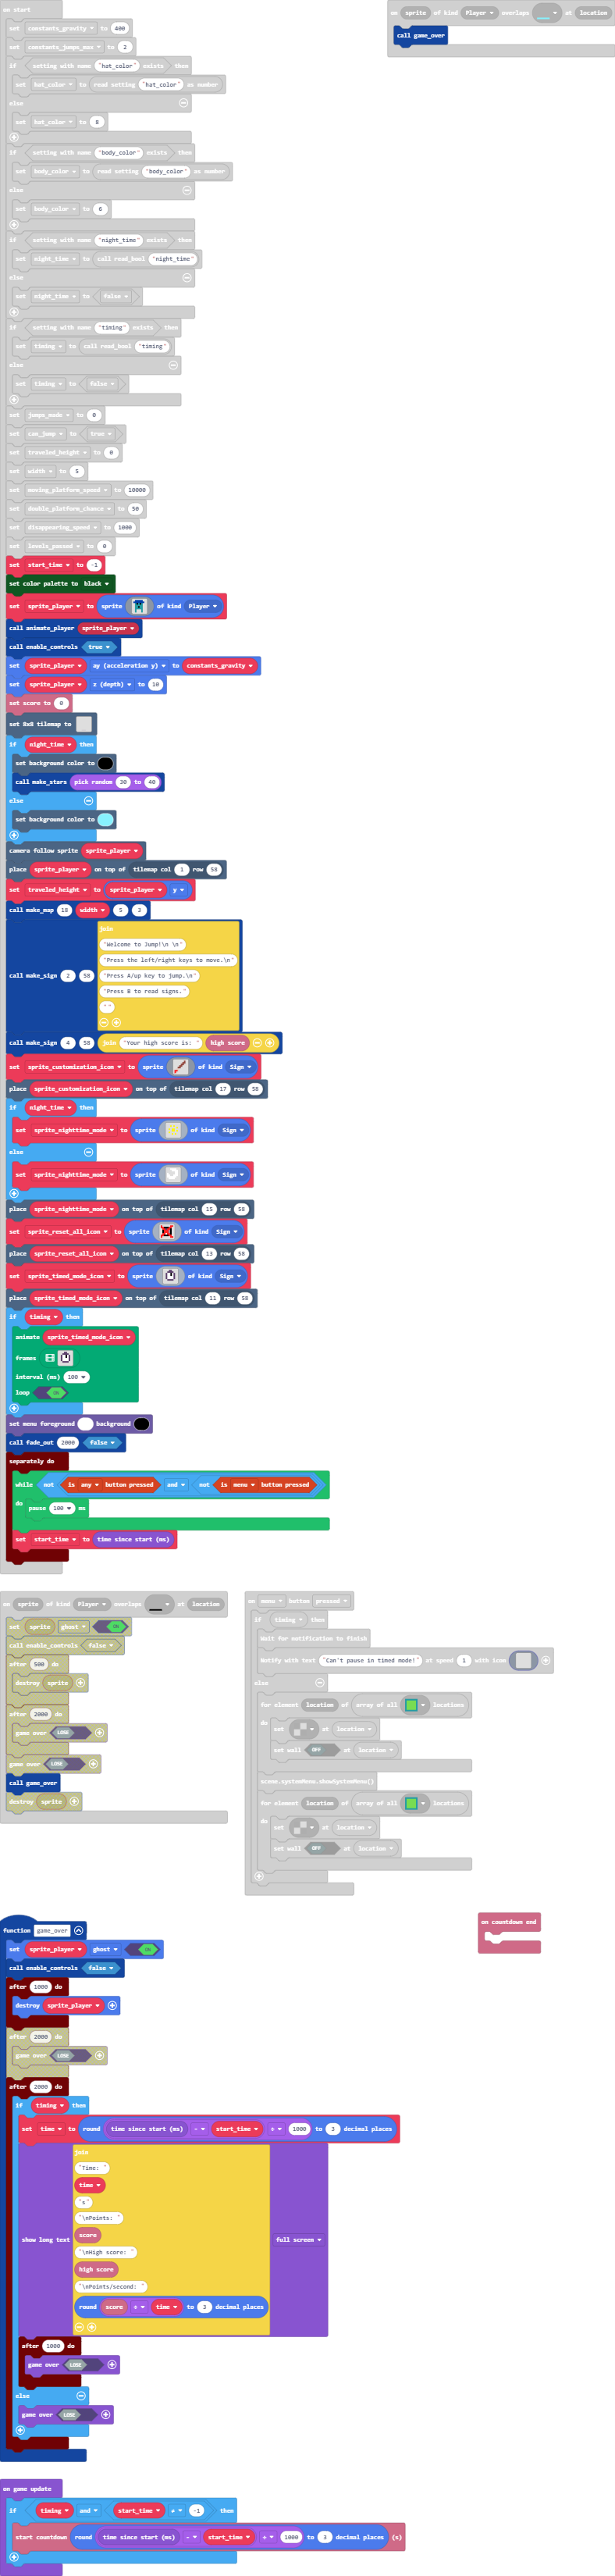 on start
set constants_gravity to 400
set constants_jumps_max to 2
if setting with name "hat_color" exists then
set hat_color to read setting "hat_color" as number
else
set hat_color to 8
if setting with name "body_color" exists then
set body_color to read setting "body_color" as number
else
set body_color to 6
if setting with name "night_time" exists then
set night_time to call read_bool "night_time"
else
set night_time to false
if setting with name "timing" exists then
set timing to call read_bool "timing"
else
set timing to false
set jumps_made to 0
set can_jump to true
set traveled_height to 0
set width to 5
set moving_platform_speed to 10000
set double_platform_chance to 50
set disappearing_speed to 1000
set levels_passed to 0
set start_time to -1
set color palette to black
set sprite_player to sprite of kind Player
call animate_player sprite_player
call enable_controls true
set sprite_player ay (acceleration y) to constants_gravity
set sprite_player z (depth) to 10
set score to 0
set 8x8 tilemap to
if night_time then
set background color to
call make_stars pick random 20 to 40
else
set background color to
camera follow sprite sprite_player
place sprite_player on top of tilemap col 1 row 58
set traveled_height to sprite_player y
call make_map 18 width 5 3
call make_sign 2 58 join
"Welcome to Jump!\n \n"
"Press the left/right keys to move.\n"
"Press A/up key to jump.\n"
"Press B to read signs."
" "
call make_sign 4 58 join "Your high score is: " high score
set sprite_customization_icon to sprite of kind Sign
place sprite_customization_icon on top of tilemap col 17 row 58
if night_time then
set sprite_nighttime_mode to sprite of kind Sign
else
set sprite_nighttime_mode to sprite of kind Sign
place sprite_nighttime_mode on top of tilemap col 15 row 58
set sprite_reset_all_icon to sprite of kind Sign
place sprite_reset_all_icon on top of tilemap col 13 row 58
set sprite_timed_mode_icon to sprite of kind Sign
place sprite_timed_mode_icon on top of tilemap col 11 row 58
if timing then
animate sprite_timed_mode_icon
frames
interval (ms) 100
loop ON
set menu foreground background
call fade_out 2000 false
separately do
while not is any button pressed and not is menu button pressed
do
pause 100 ms
set start_time to time since start (ms)
on sprite of kind Player overlaps at location
call game_over
on sprite of kind Player overlaps at location
set sprite ghost ON
call enable_controls false
after 500 do
destroy sprite
after 2000 do
game over LOSE
game over LOSE
call game_over
destroy sprite
on menu button pressed
if timing then
Wait for notification to finish
Notify with text "Can't pause in timed mode!" at speed 1 with icon
else
for element location of array of all locations
do
set at location
set wall OFF at location
scene.systemMenu.showSystemMenu()
for element location of array of all locations
do
set at location
set wall OFF at location
function game_over
set sprite_player ghost ON
call enable_controls false
after 1000 do
destroy sprite_player
after 2000 do
game over LOSE
after 2000 do
if timing then
set time to round time since start (ms) - start_time ÷ 1000 to 3 decimal places
show long text join
"Time: "
time
"s"
"\nPoints: "
score
"\nHigh score: "
high score
"\nPoints/second: "
round score ÷ time to 3 decimal places
full screen
after 1000 do
game over LOSE
else
game over LOSE
on countdown end
on game update
if timing and start_time ≠ -1 then
start countdown round time since start (ms) - start_time ÷ 1000 to 3 decimal places (s)